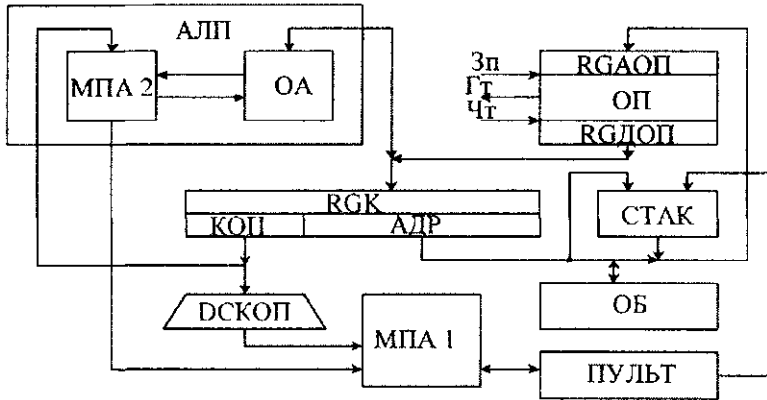 АЛП
МПА 2
ОА
Зп
Гт
Чт
RGAОП
ОП
RGДОП
RGK
КОП
АДР
СТАК
DCКОП
МПА 1
ОБ
ПУЛЬТ